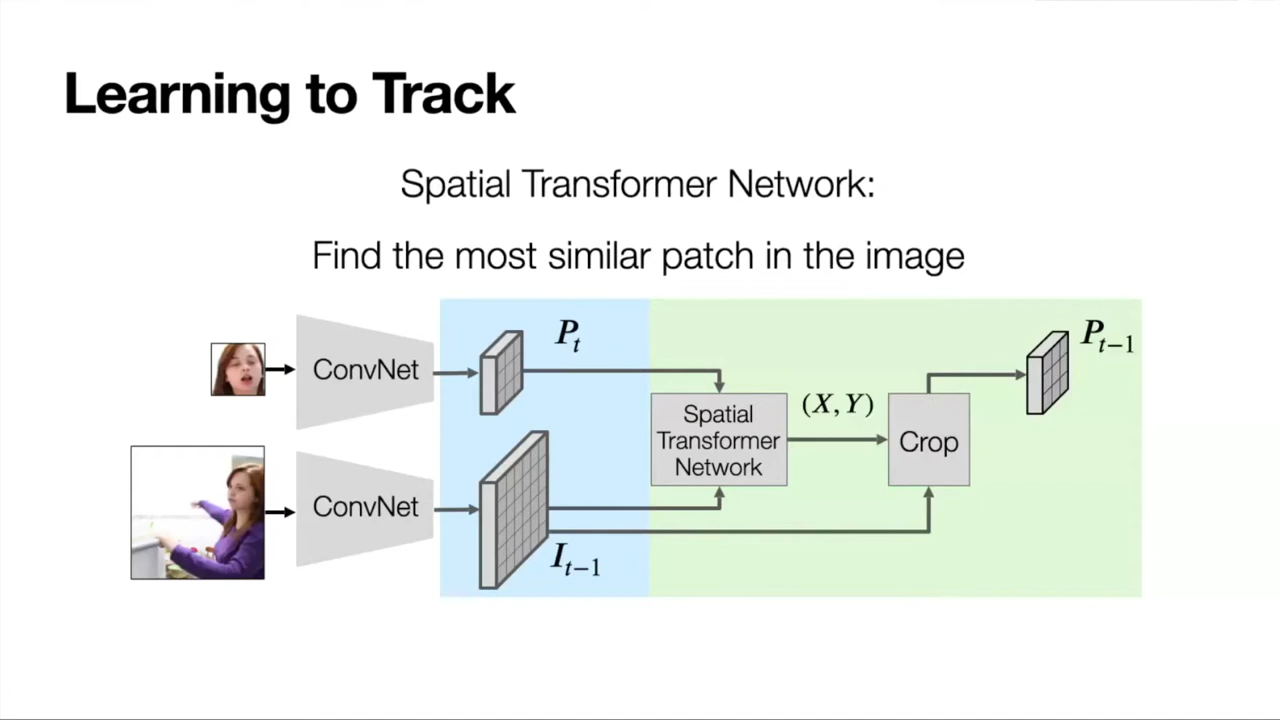 Learning to Track
Spatial Transformer Network:
Find the most similar patch in the image
ConvNet
P_t
Spatial
Transformer
Network
(X, Y)
Crop
P_{t-1}
ConvNet
I_{t-1}